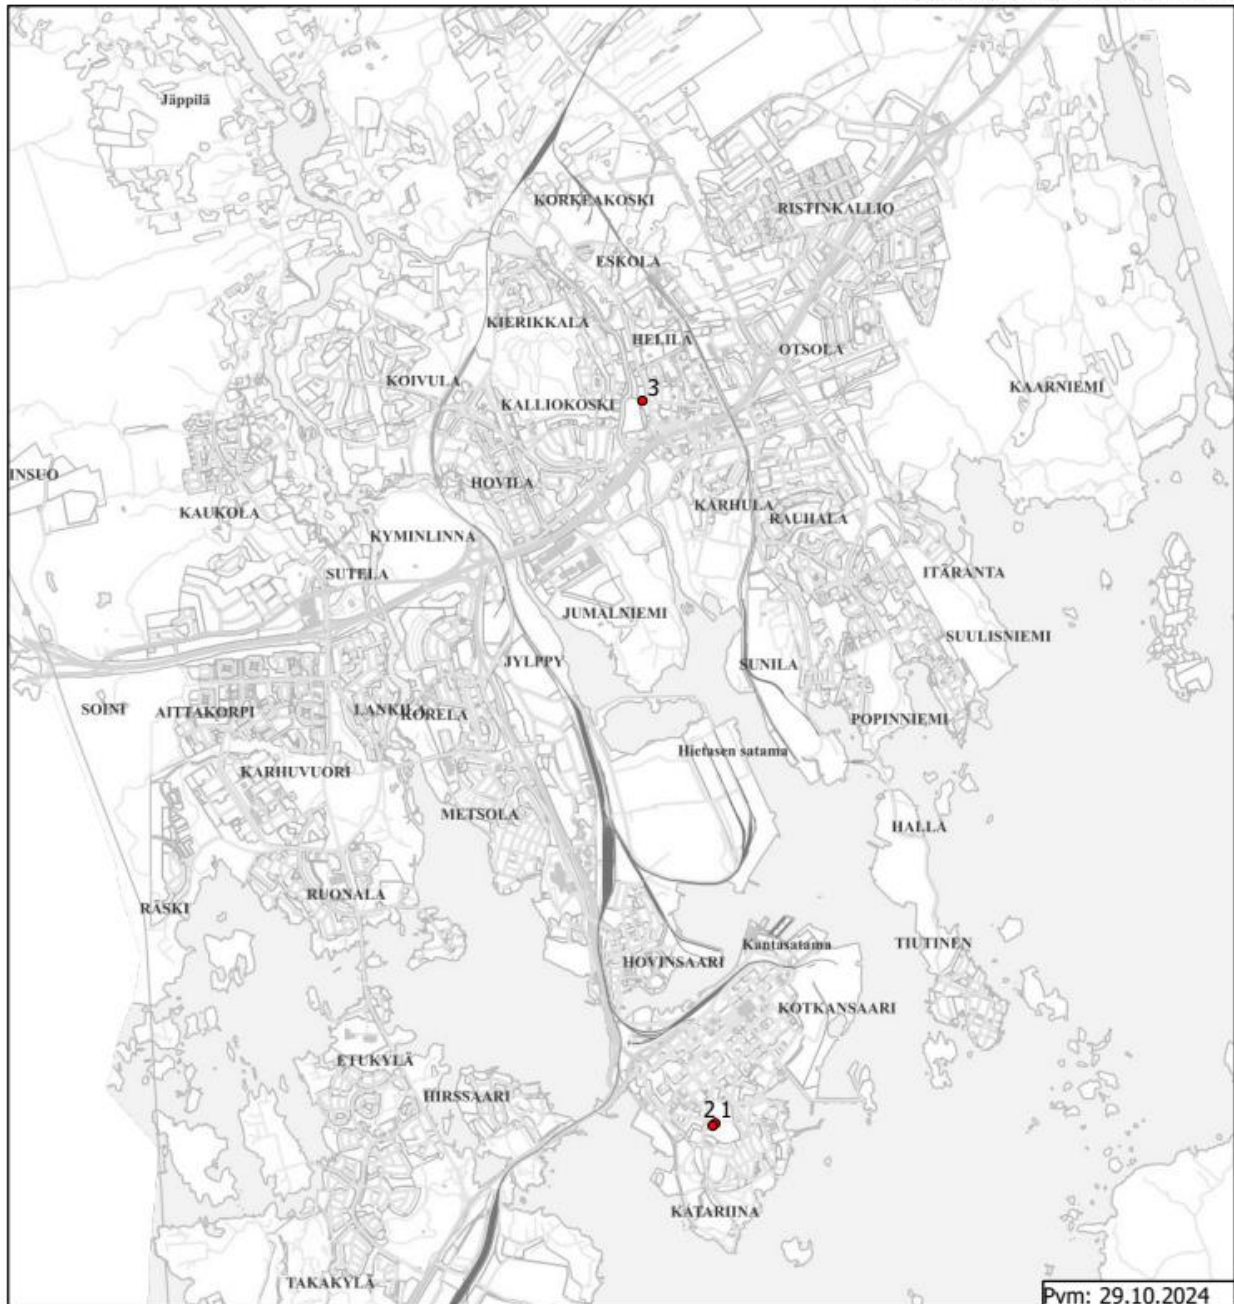 Jäppilä
KORKEAKOSKI
RISTINKALLIO
ESKOLA
KIERIKKALA
HELILÄ
OTSOLA
KOIVULA
KAARNIEMI
3
KALLIOKOSKI
INSUO
HOVILA
KAUKOLA
KARHULA
RAUHALA
KYMINLINNA
SUTELA
ITÄRANTA
JUMALNIEMI
SUULISNIEMI
JYLPPY
SUNILA
SOINI
AITTAKORPI
LANKILA
KORELA
POPINNIEMI
Hietasen satama
KARHUVUORI
METSOLA
HALLA
RUONALA
RÄSKI
TIUTINEN
Kantasatama
HOVINSAARI
KOTKANSAARI
ETUKYLÄ
HIRSSAARI
2 1
KATARIINA
TAKAKYLÄ
Pvm: 29.10.2024